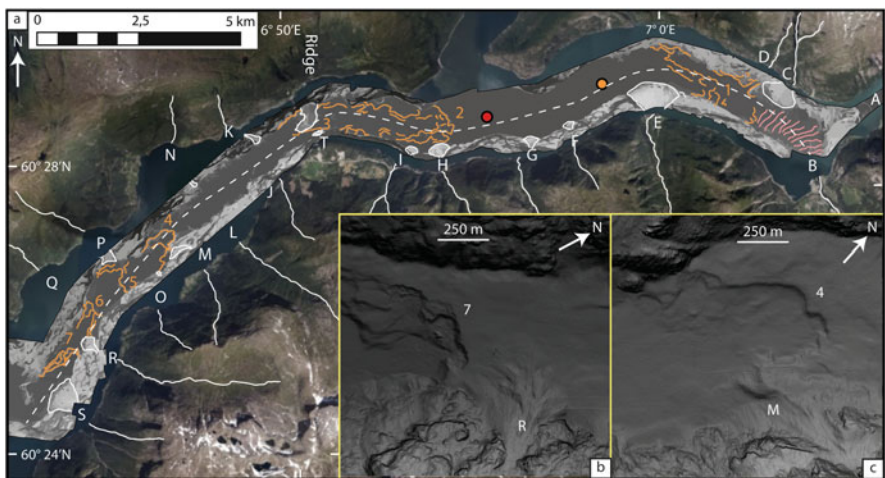 a
0
2,5
5 km
N
6° 50'E
Ridge
7° 0'E
D
C
A
1
2
3
K
T
N
I
H
G
F
E
B
60° 28'N
J
4
P
L
M
Q
5
O
6
7
R
S
60° 24'N
250 m
N
7
R
b
250 m
N
4
M
c